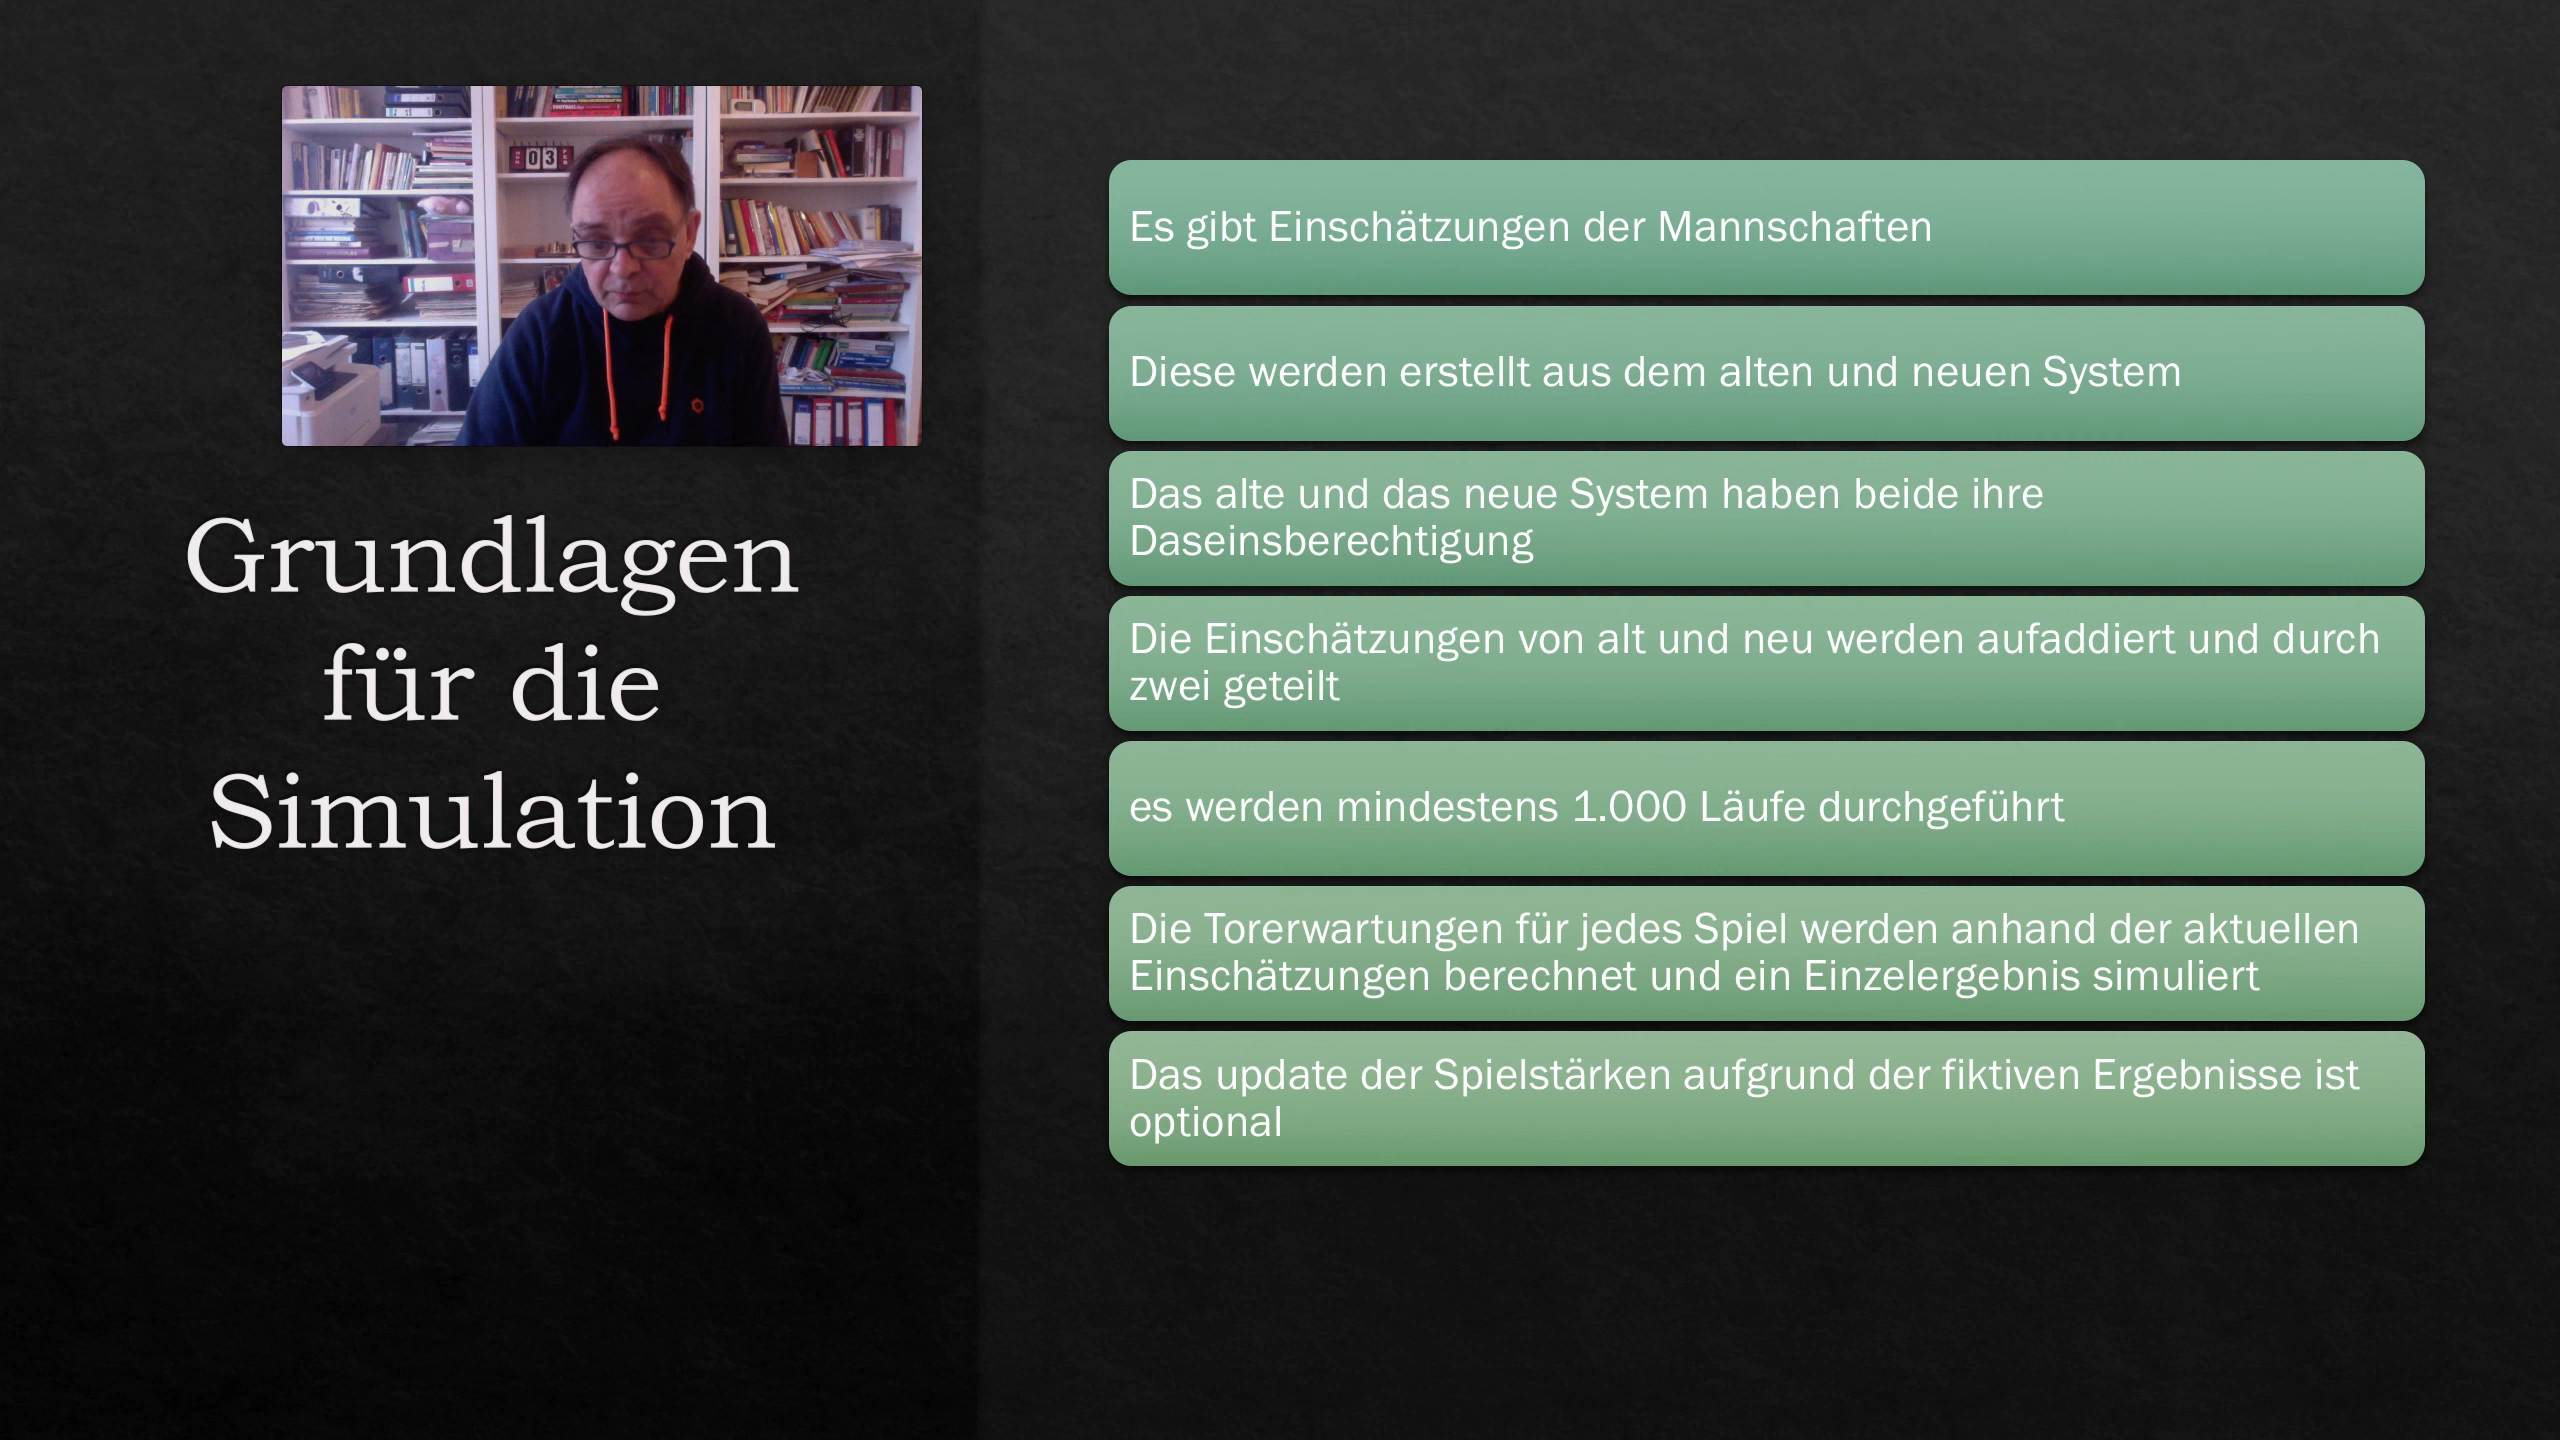 03
Grundlagen
für die
Simulation
Es gibt Einschätzungen der Mannschaften
Diese werden erstellt aus dem alten und neuen System
Das alte und das neue System haben beide ihre
Daseinsberechtigung
Die Einschätzungen von alt und neu werden aufaddiert und durch
zwei geteilt
es werden mindestens 1.000 Läufe durchgeführt
Die Torerwartungen für jedes Spiel werden anhand der aktuellen
Einschätzungen berechnet und ein Einzelergebnis simuliert
Das update der Spielstärken aufgrund der fiktiven Ergebnisse ist
optional